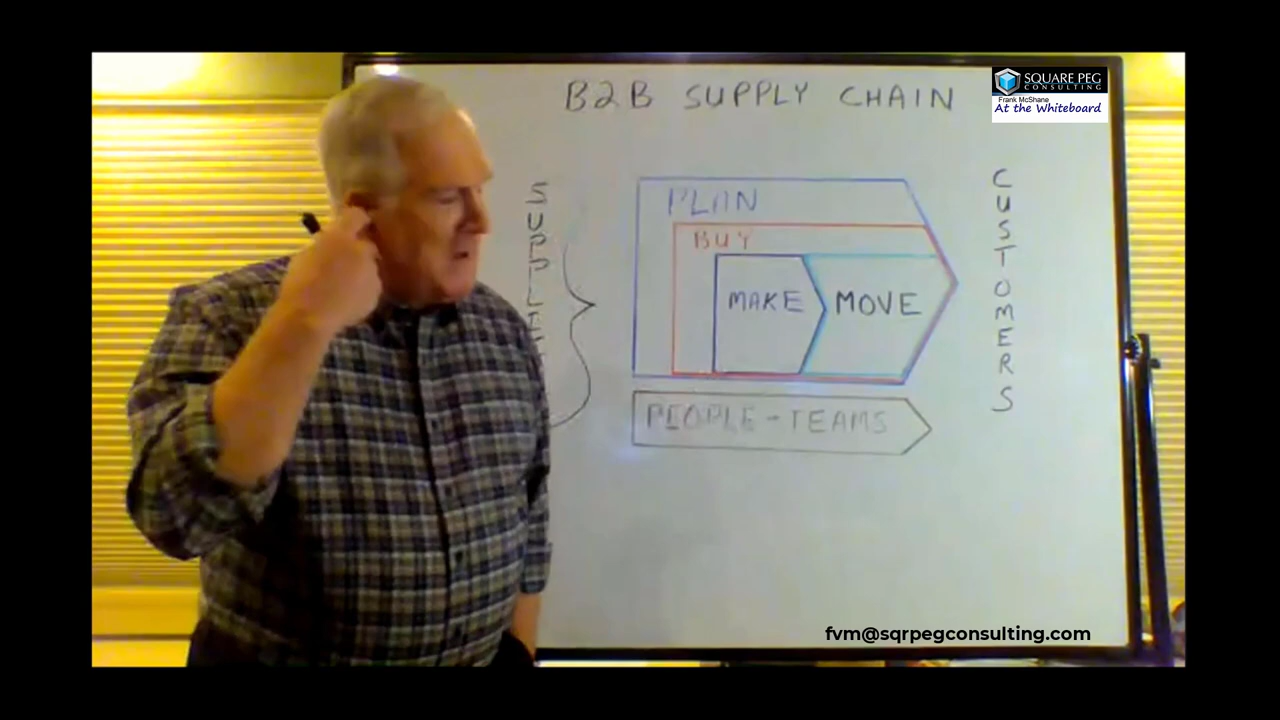 B2B SUPPLY CHAIN
SQUARE PEG
CONSULTING
Frank McShane
At the Whiteboard
PLAN
BUY
MAKE
MOVE
PEOPLE - TEAMS
CUSTOMERS
fvm@sqrpegconsulting.com